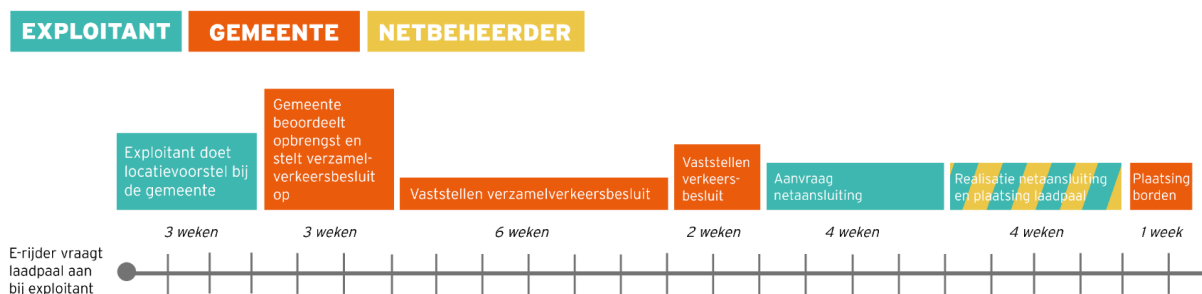 EXPLOITANT
GEMEENTE
NETBEHEERDER
Exploitant doet
locatievoorstel bij
de gemeente
Gemeente
beoordeelt
opbrengst en
stelt verzamel-
verkeersbesluit
op
Vaststellen verzamelverkeersbesluit
Vaststellen
verkeers-
besluit
Aanvraag
netaansluiting
Realisatie netaansluiting
en plaatsing laadpaal
Plaatsing
borden
3 weken
3 weken
6 weken
2 weken
4 weken
4 weken
1 week
E-rijder vraagt
laadpaal aan
bij exploitant